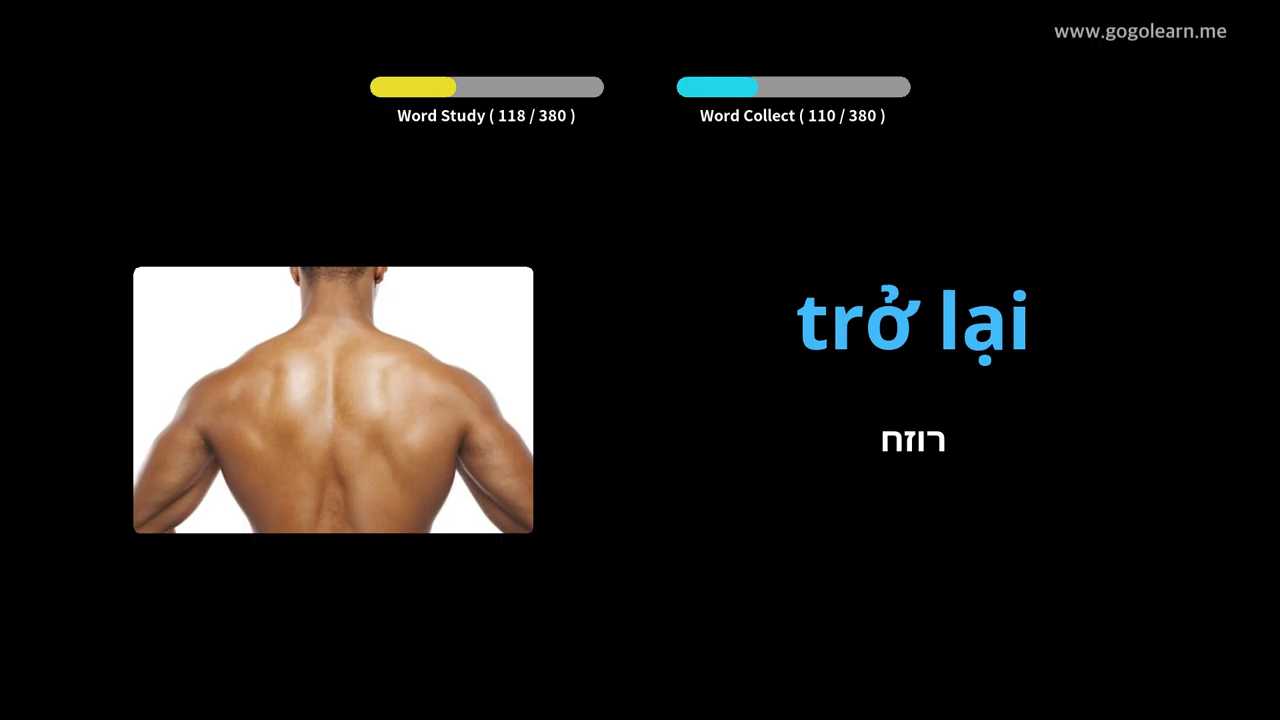 www.gogolearn.me
Word Study ( 118 / 380 )
Word Collect ( 110 / 380 )
trở lại
רוזח